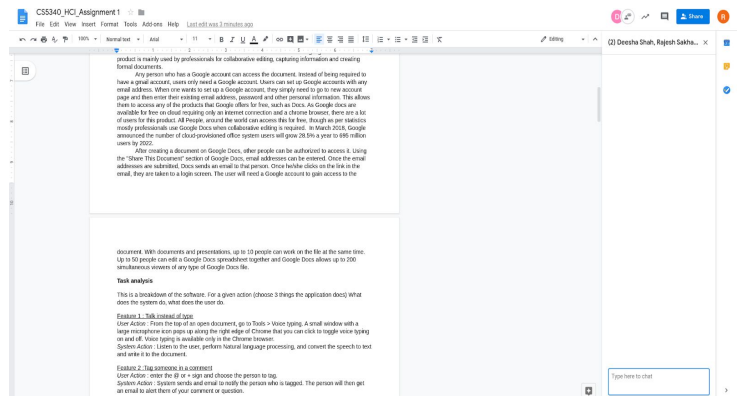 CS5340_HCI_Assignment 1
File Edit View Insert Format Tools Add-ons Help Last edit was 3 minutes ago
Share
R
100% Normal text Arial 11 B I U A Editing
(2) Deesha Shah, Rajesh Sakha...
product is mainly used by professionals for collaborative editing, capturing information and creating
formal documents.
Any person who has a Google account can access the document. Instead of being required to
have a gmail account, users only need a Google account. Users can set up Google accounts with any
email address. When one wants to set up a Google account, they simply need to go to new account
page and then enter their existing email address, password and other personal information. This allows
them to access any of the products that Google offers for free, such as Docs. As Google docs are
available for free on cloud requiring only an internet connection and a chrome browser, there are a lot
of users for this product. All People, around the world can access this for free, though as per statistics
mostly professionals use Google Docs when collaborative editing is required. In March 2018, Google
announced the number of cloud-provisioned office system users will grow 28.5% a year to 695 million
users by 2022.
After creating a document on Google Docs, other people can be authorized to access it. Using
the "Share This Document" section of Google Docs, email addresses can be entered. Once the email
addresses are submitted, Docs sends an email to that person. Once he/she clicks on the link in the
email, they are taken to a login screen. The user will need a Google account to gain access to the
document. With documents and presentations, up to 10 people can work on the file at the same time.
Up to 50 people can edit a Google Docs spreadsheet together and Google Docs allows up to 200
simultaneous viewers of any type of Google Docs file.
Task analysis
This is a breakdown of the software. For a given action (choose 3 things the application does) What
does the system do, what does the user do.
Feature 1 : Talk instead of type
User Action : From the top of an open document, go to Tools > Voice typing. A small window with a
large microphone icon pops up along the right edge of Chrome that you can click to toggle voice typing
on and off. Voice typing is available only in the Chrome browser.
System Action : Listen to the user, perform Natural language processing, and convert the speech to text
and write it to the document.
Feature 2 :Tag someone in a comment
User Action : enter the @ or + sign and choose the person to tag.
System Action : System sends and email to notify the person who is tagged. The person will then get
an email to alert them of your comment or question.
Type here to chat